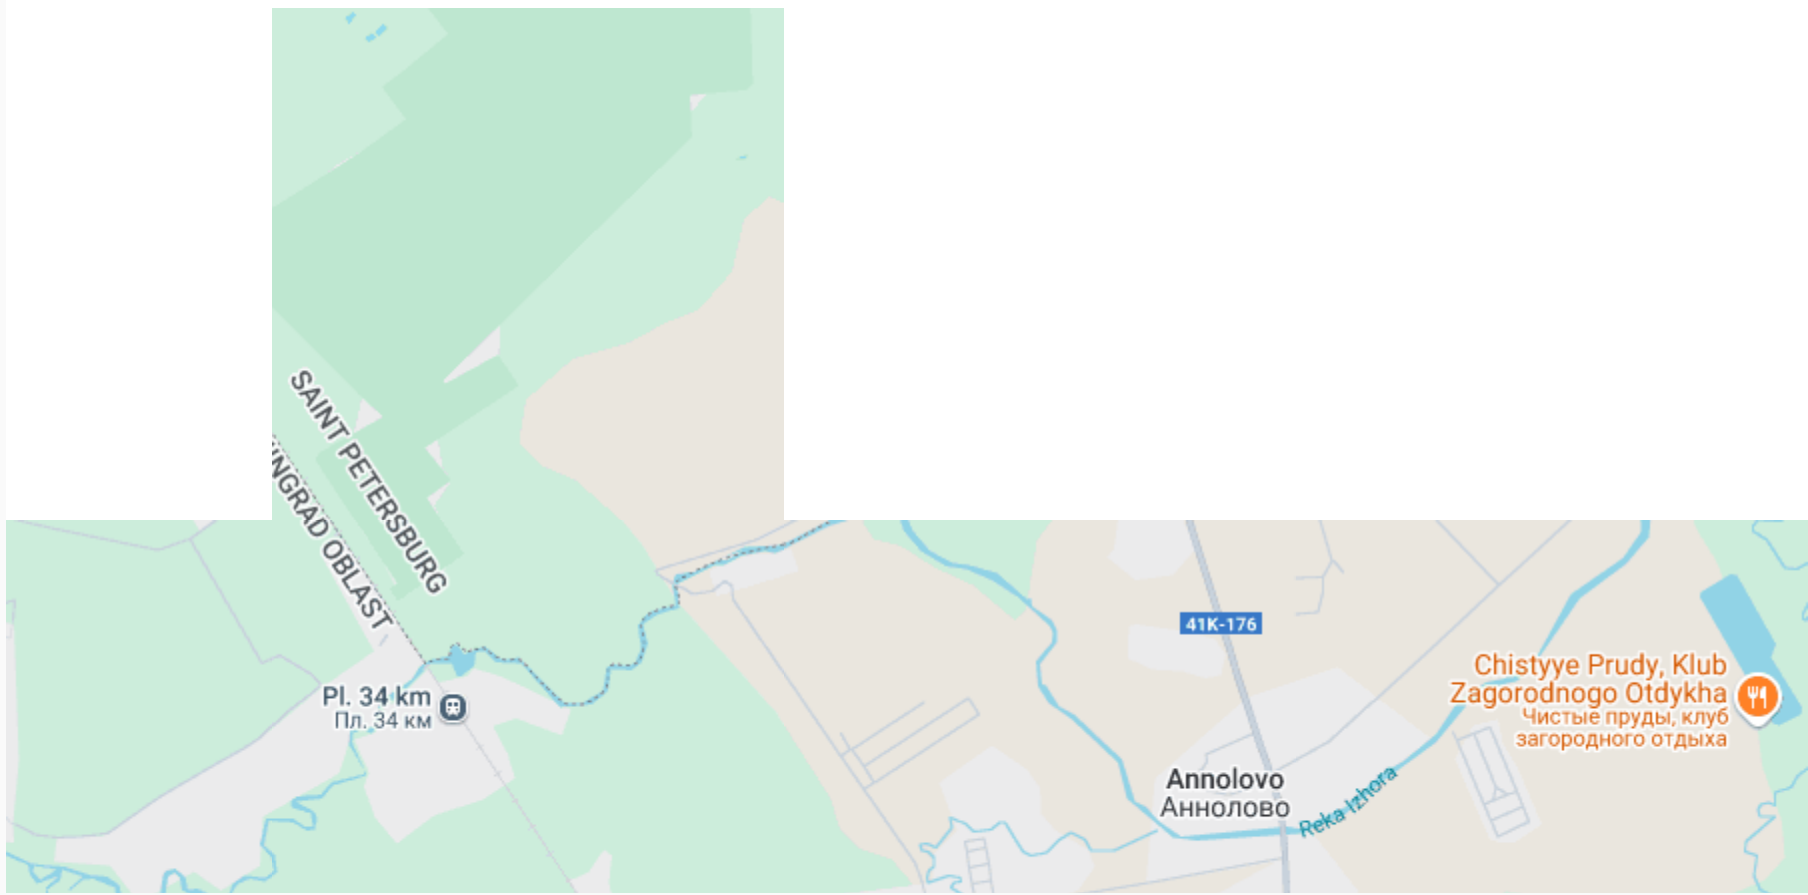 SAINT PETERSBURG
INGRAD OBLAST
Pl. 34 km
Пл. 34 км
41K-176
Chistyye Prudy, Klub
Zagorodnogo Otdykha
Чистые пруды, клуб
загородного отдыха
Annolovo
Аннолово
Reka Izhora